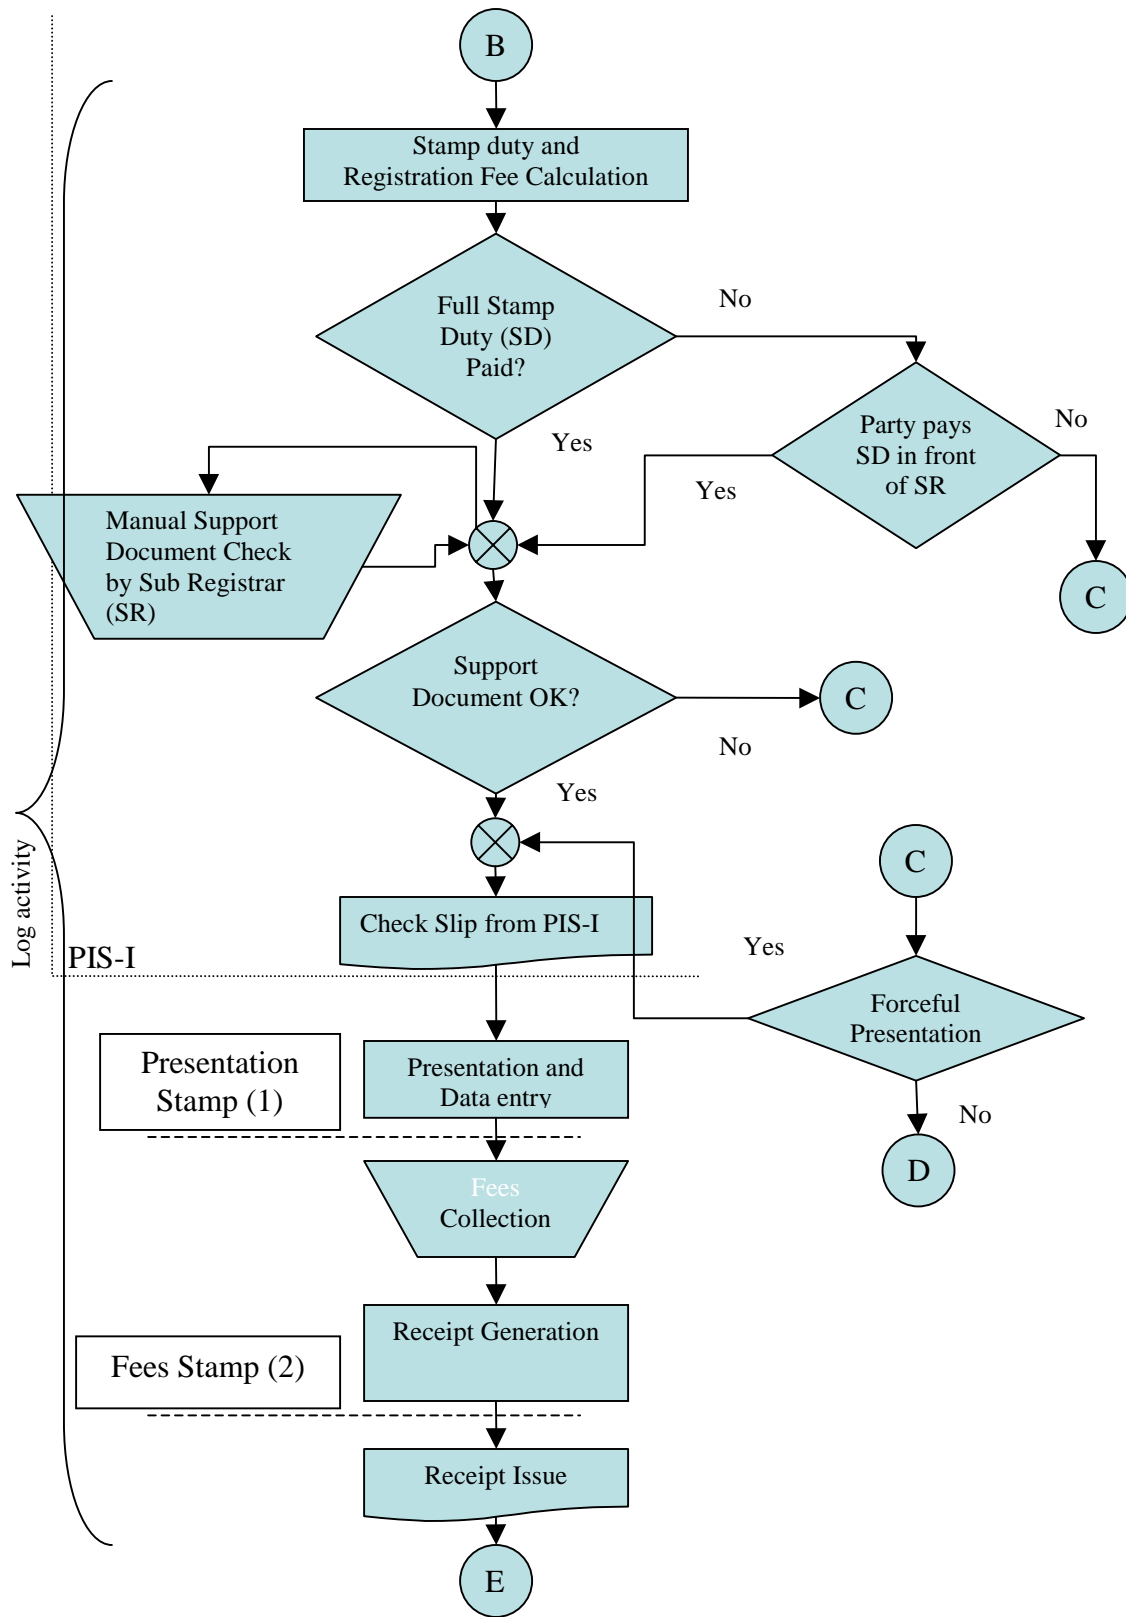 B
Stamp duty and
Registration Fee Calculation
Full Stamp
Duty (SD)
Paid?
No
Party pays
SD in front
of SR
No
Yes
Yes
C
Manual Support
Document Check
by Sub Registrar
(SR)
Support
Document OK?
C
No
Yes
Log activity
Check Slip from PIS-I
PIS-I
C
Yes
Forceful
Presentation
No
D
Presentation
Stamp (1)
Presentation and
Data entry
Fees
Collection
Receipt Generation
Fees Stamp (2)
Receipt Issue
E